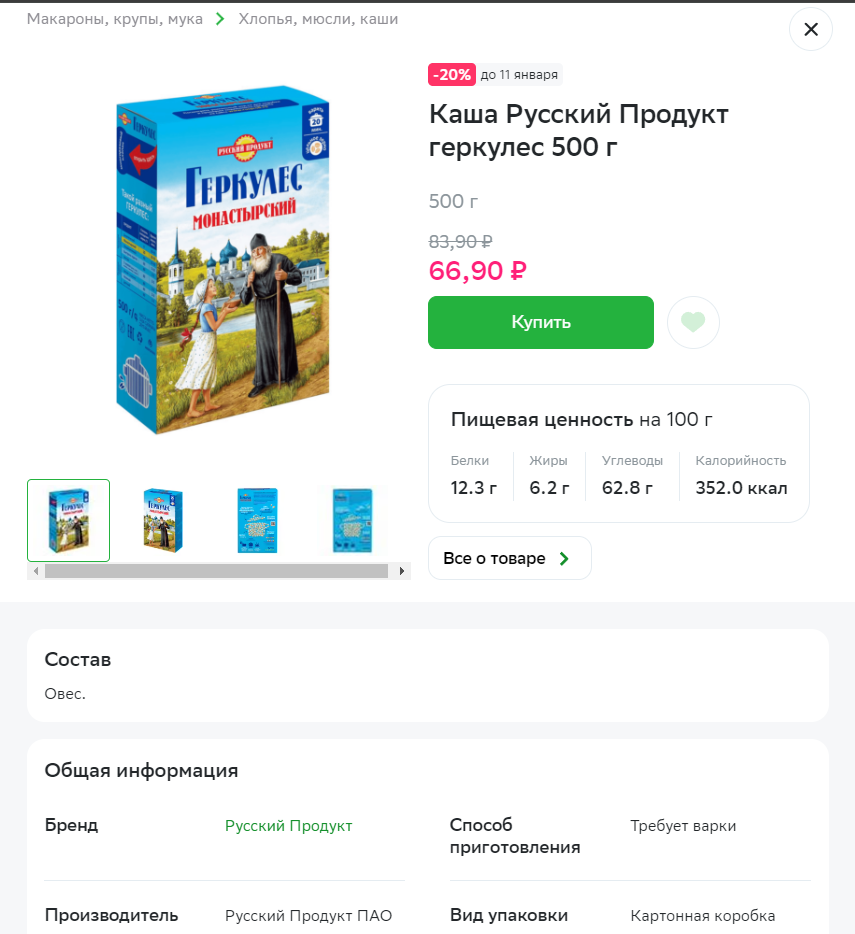 Макароны, крупы, мука
Хлопья, мюсли, каши
-20% до 11 января
Каша Русский Продукт
геркулес 500 г
500 г
83,90 ₽
66,90 ₽
Купить
РУССКИЙ ПРОДУКТ
ГЕРКУЛЕС
МОНАСТЫРСКИЙ
20
Пищевая ценность на 100 г
Белки
12.3 г
Жиры
6.2 г
Углеводы
62.8 г
Калорийность
352.0 ккал
Все о товаре
Состав
Овес.
Общая информация
Бренд
Русский Продукт
Способ
приготовления
Требует варки
Производитель
Русский Продукт ПАО
Вид упаковки
Картонная коробка